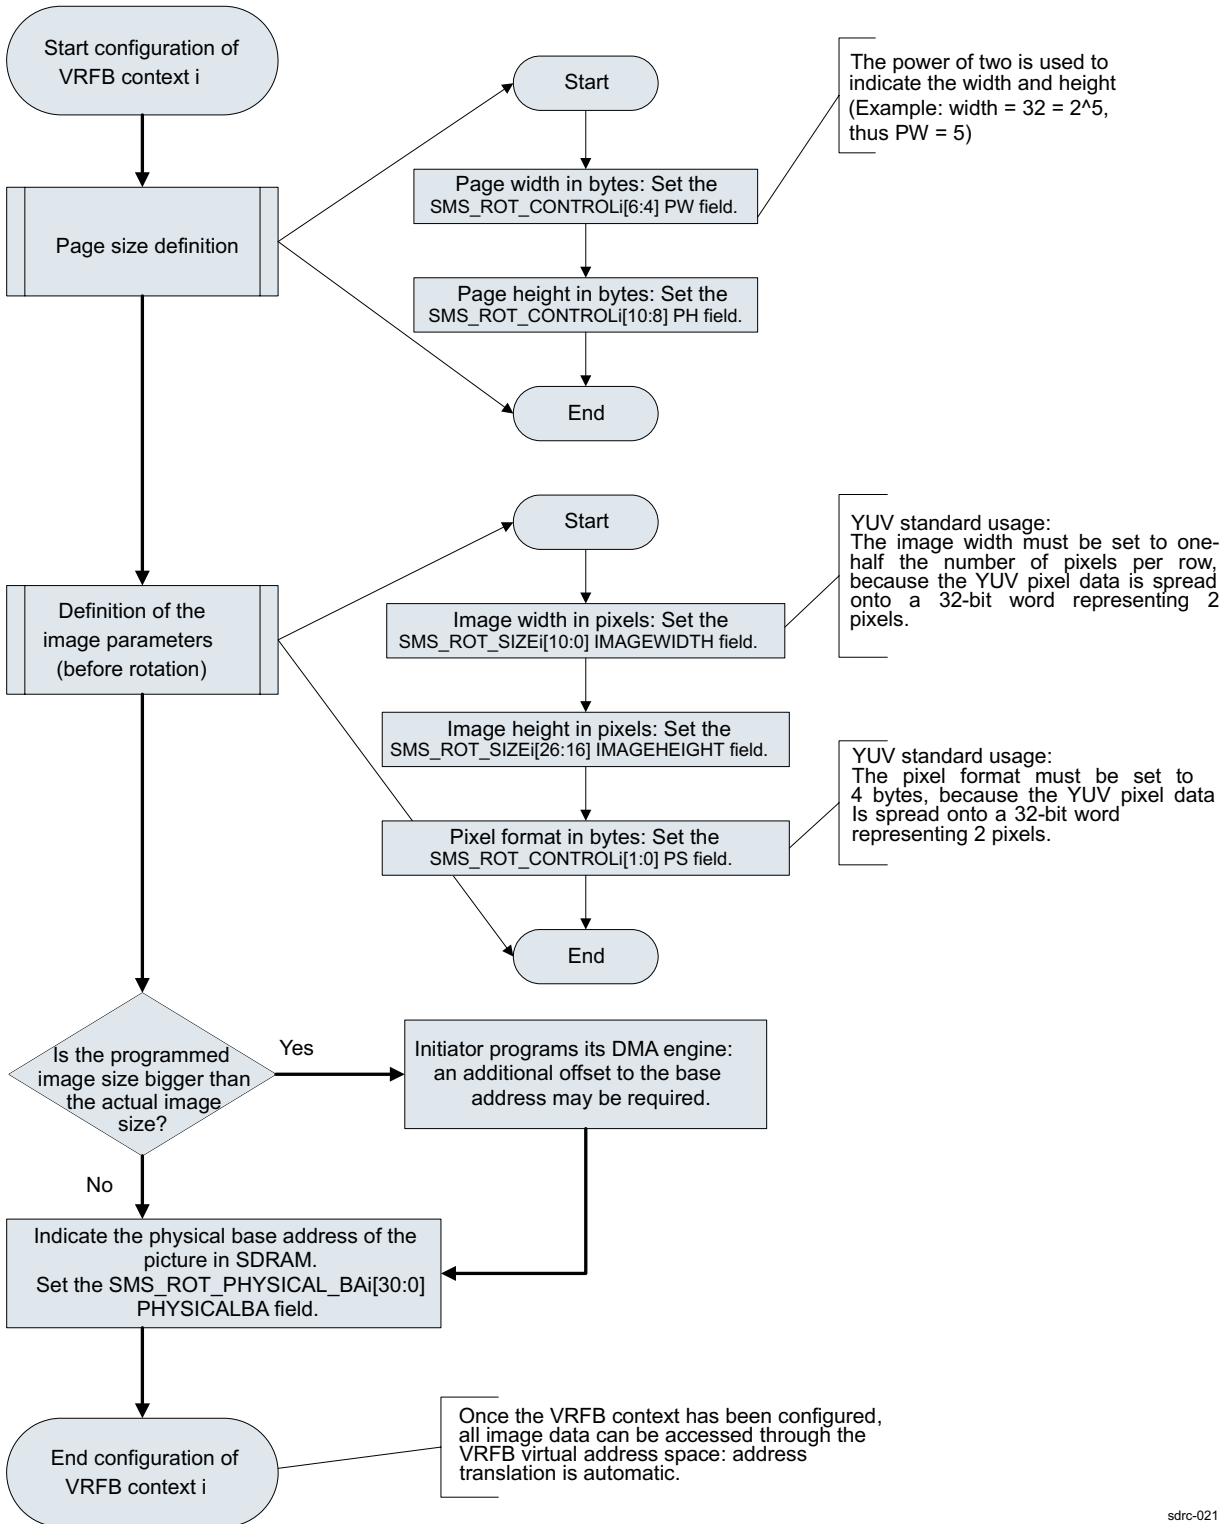 Start configuration of
VRFB context i
Start
The power of two is used to
indicate the width and height
(Example: width = 32 = 2^5,
thus PW = 5)
Page width in bytes: Set the
SMS_ROT_CONTROLi[6:4] PW field.
Page size definition
Page height in bytes: Set the
SMS_ROT_CONTROLi[10:8] PH field.
End
Start
YUV standard usage:
The image width must be set to one-
half the number of pixels per row,
because the YUV pixel data is spread
onto a 32-bit word representing 2
pixels.
Definition of the
image parameters
(before rotation)
Image width in pixels: Set the
SMS_ROT_SIZEi[10:0] IMAGEWIDTH field.
Image height in pixels: Set the
SMS_ROT_SIZEi[26:16] IMAGEHEIGHT field.
YUV standard usage:
The pixel format must be set to
4 bytes, because the YUV pixel data
Is spread onto a 32-bit word
representing 2 pixels.
Pixel format in bytes: Set the
SMS_ROT_CONTROLi[1:0] PS field.
End
Is the programmed
image size bigger than
the actual image
size?
Yes
Initiator programs its DMA engine:
an additional offset to the base
address may be required.
No
Indicate the physical base address of the
picture in SDRAM.
Set the SMS_ROT_PHYSICAL_BAi[30:0]
PHYSICALBA field.
End configuration of
VRFB context i
Once the VRFB context has been configured,
all image data can be accessed through the
VRFB virtual address space: address
translation is automatic.
sdrc-021